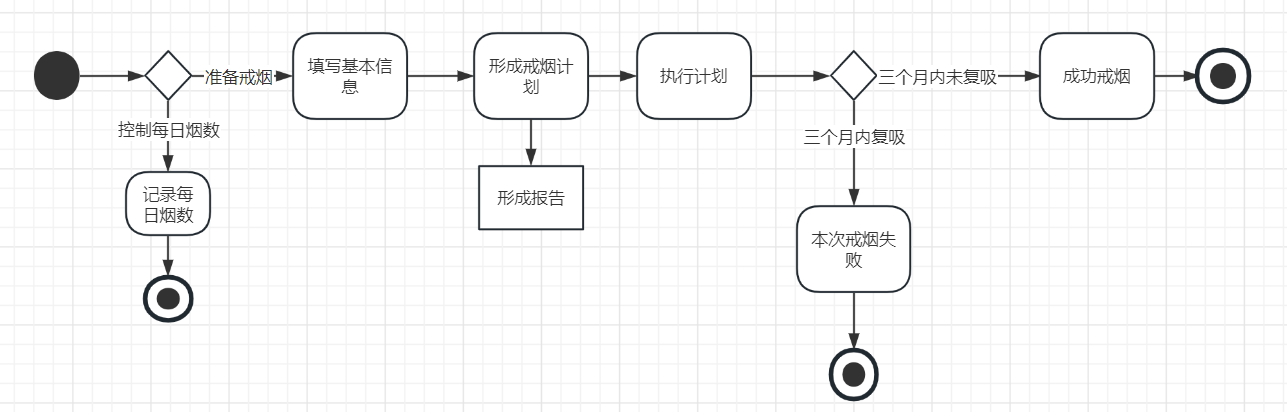 准备戒烟
填写基本信
息
形成戒烟计
划
执行计划
三个月内未复吸
成功戒烟
控制每日烟数
三个月内复吸
记录每
日烟数
形成报告
本次戒烟失
败